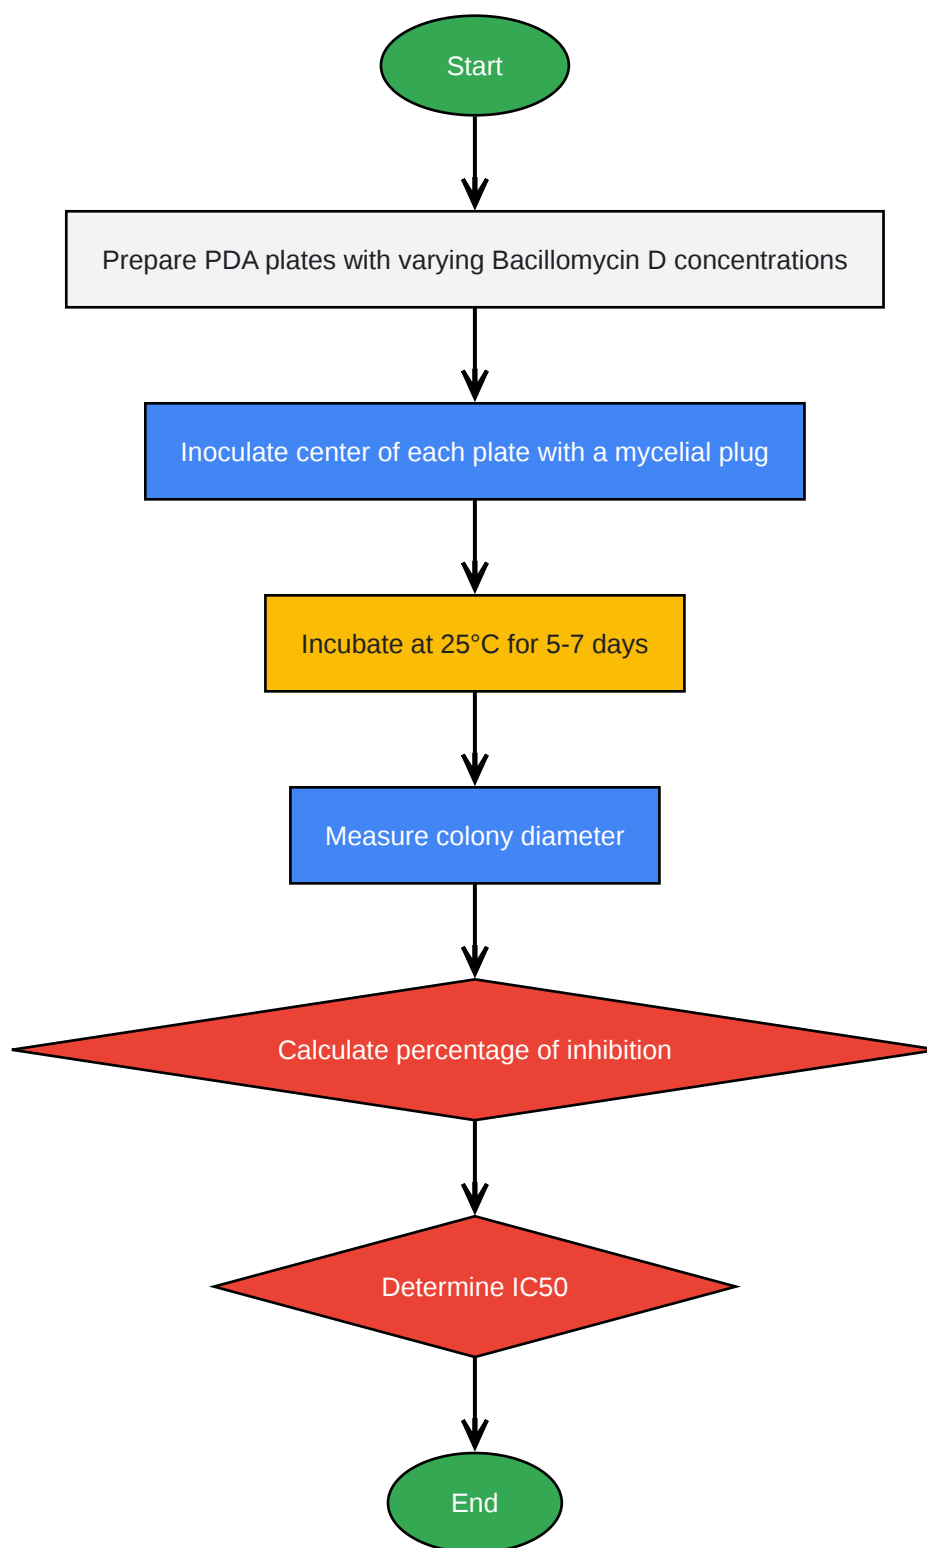 Start
Prepare PDA plates with varying Bacillomycin D concentrations
Inoculate center of each plate with a mycelial plug
Incubate at 25°C for 5-7 days
Measure colony diameter
Calculate percentage of inhibition
Determine IC50
End